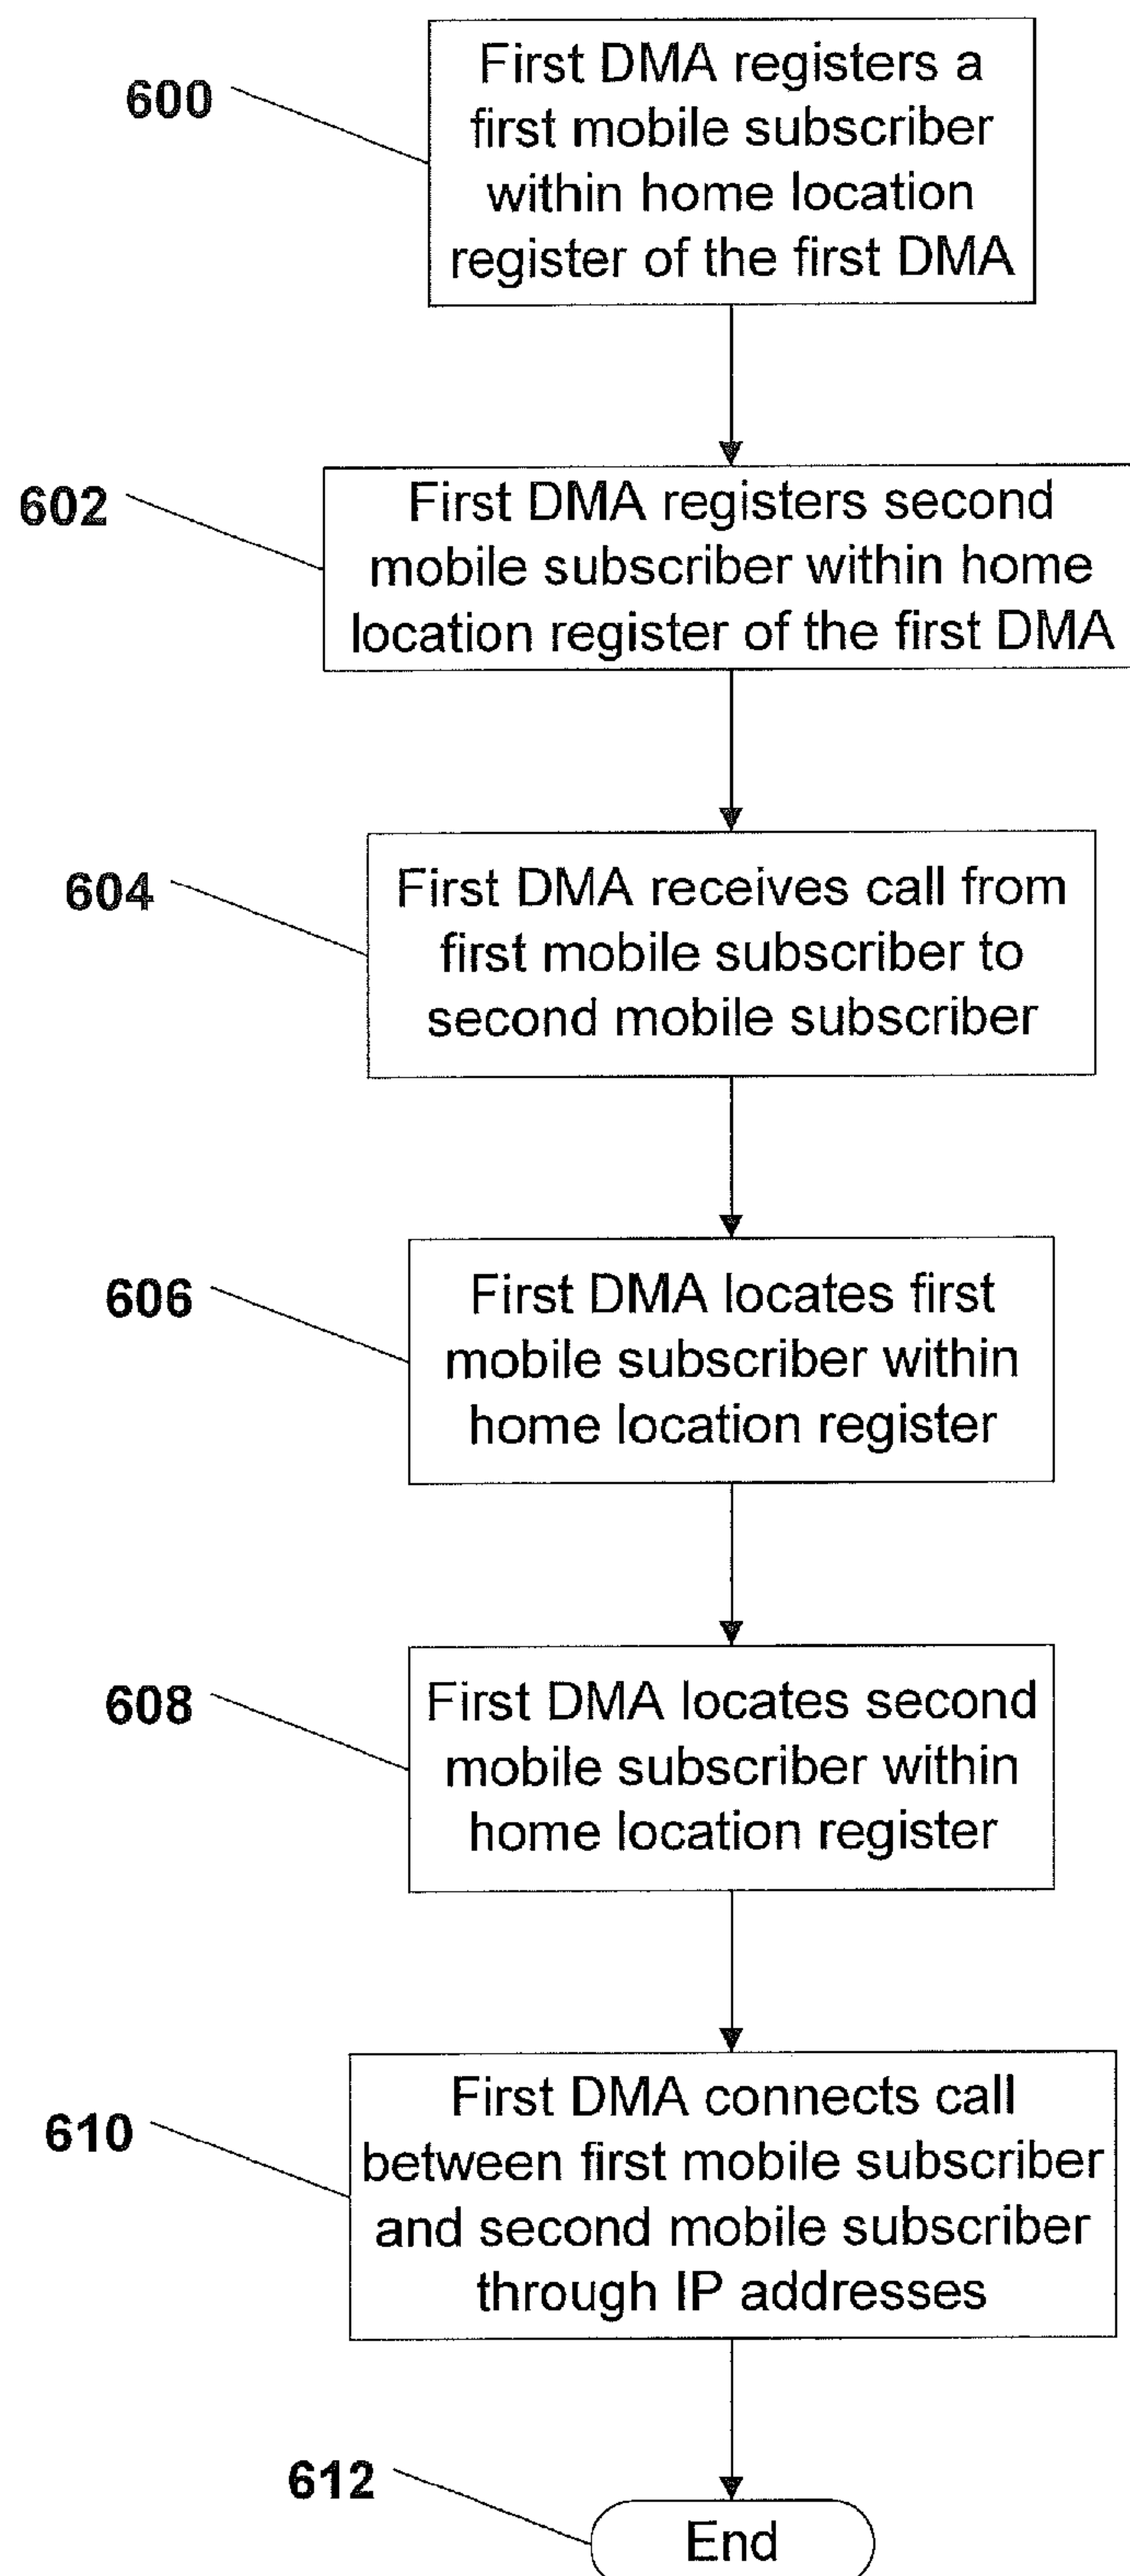 600
First DMA registers a
first mobile subscriber
within home location
register of the first DMA
602
First DMA registers second
mobile subscriber within home
location register of the first DMA
604
First DMA receives call from
first mobile subscriber to
second mobile subscriber
606
First DMA locates first
mobile subscriber within
home location register
608
First DMA locates second
mobile subscriber within
home location register
610
First DMA connects call
between first mobile subscriber
and second mobile subscriber
through IP addresses
612
End